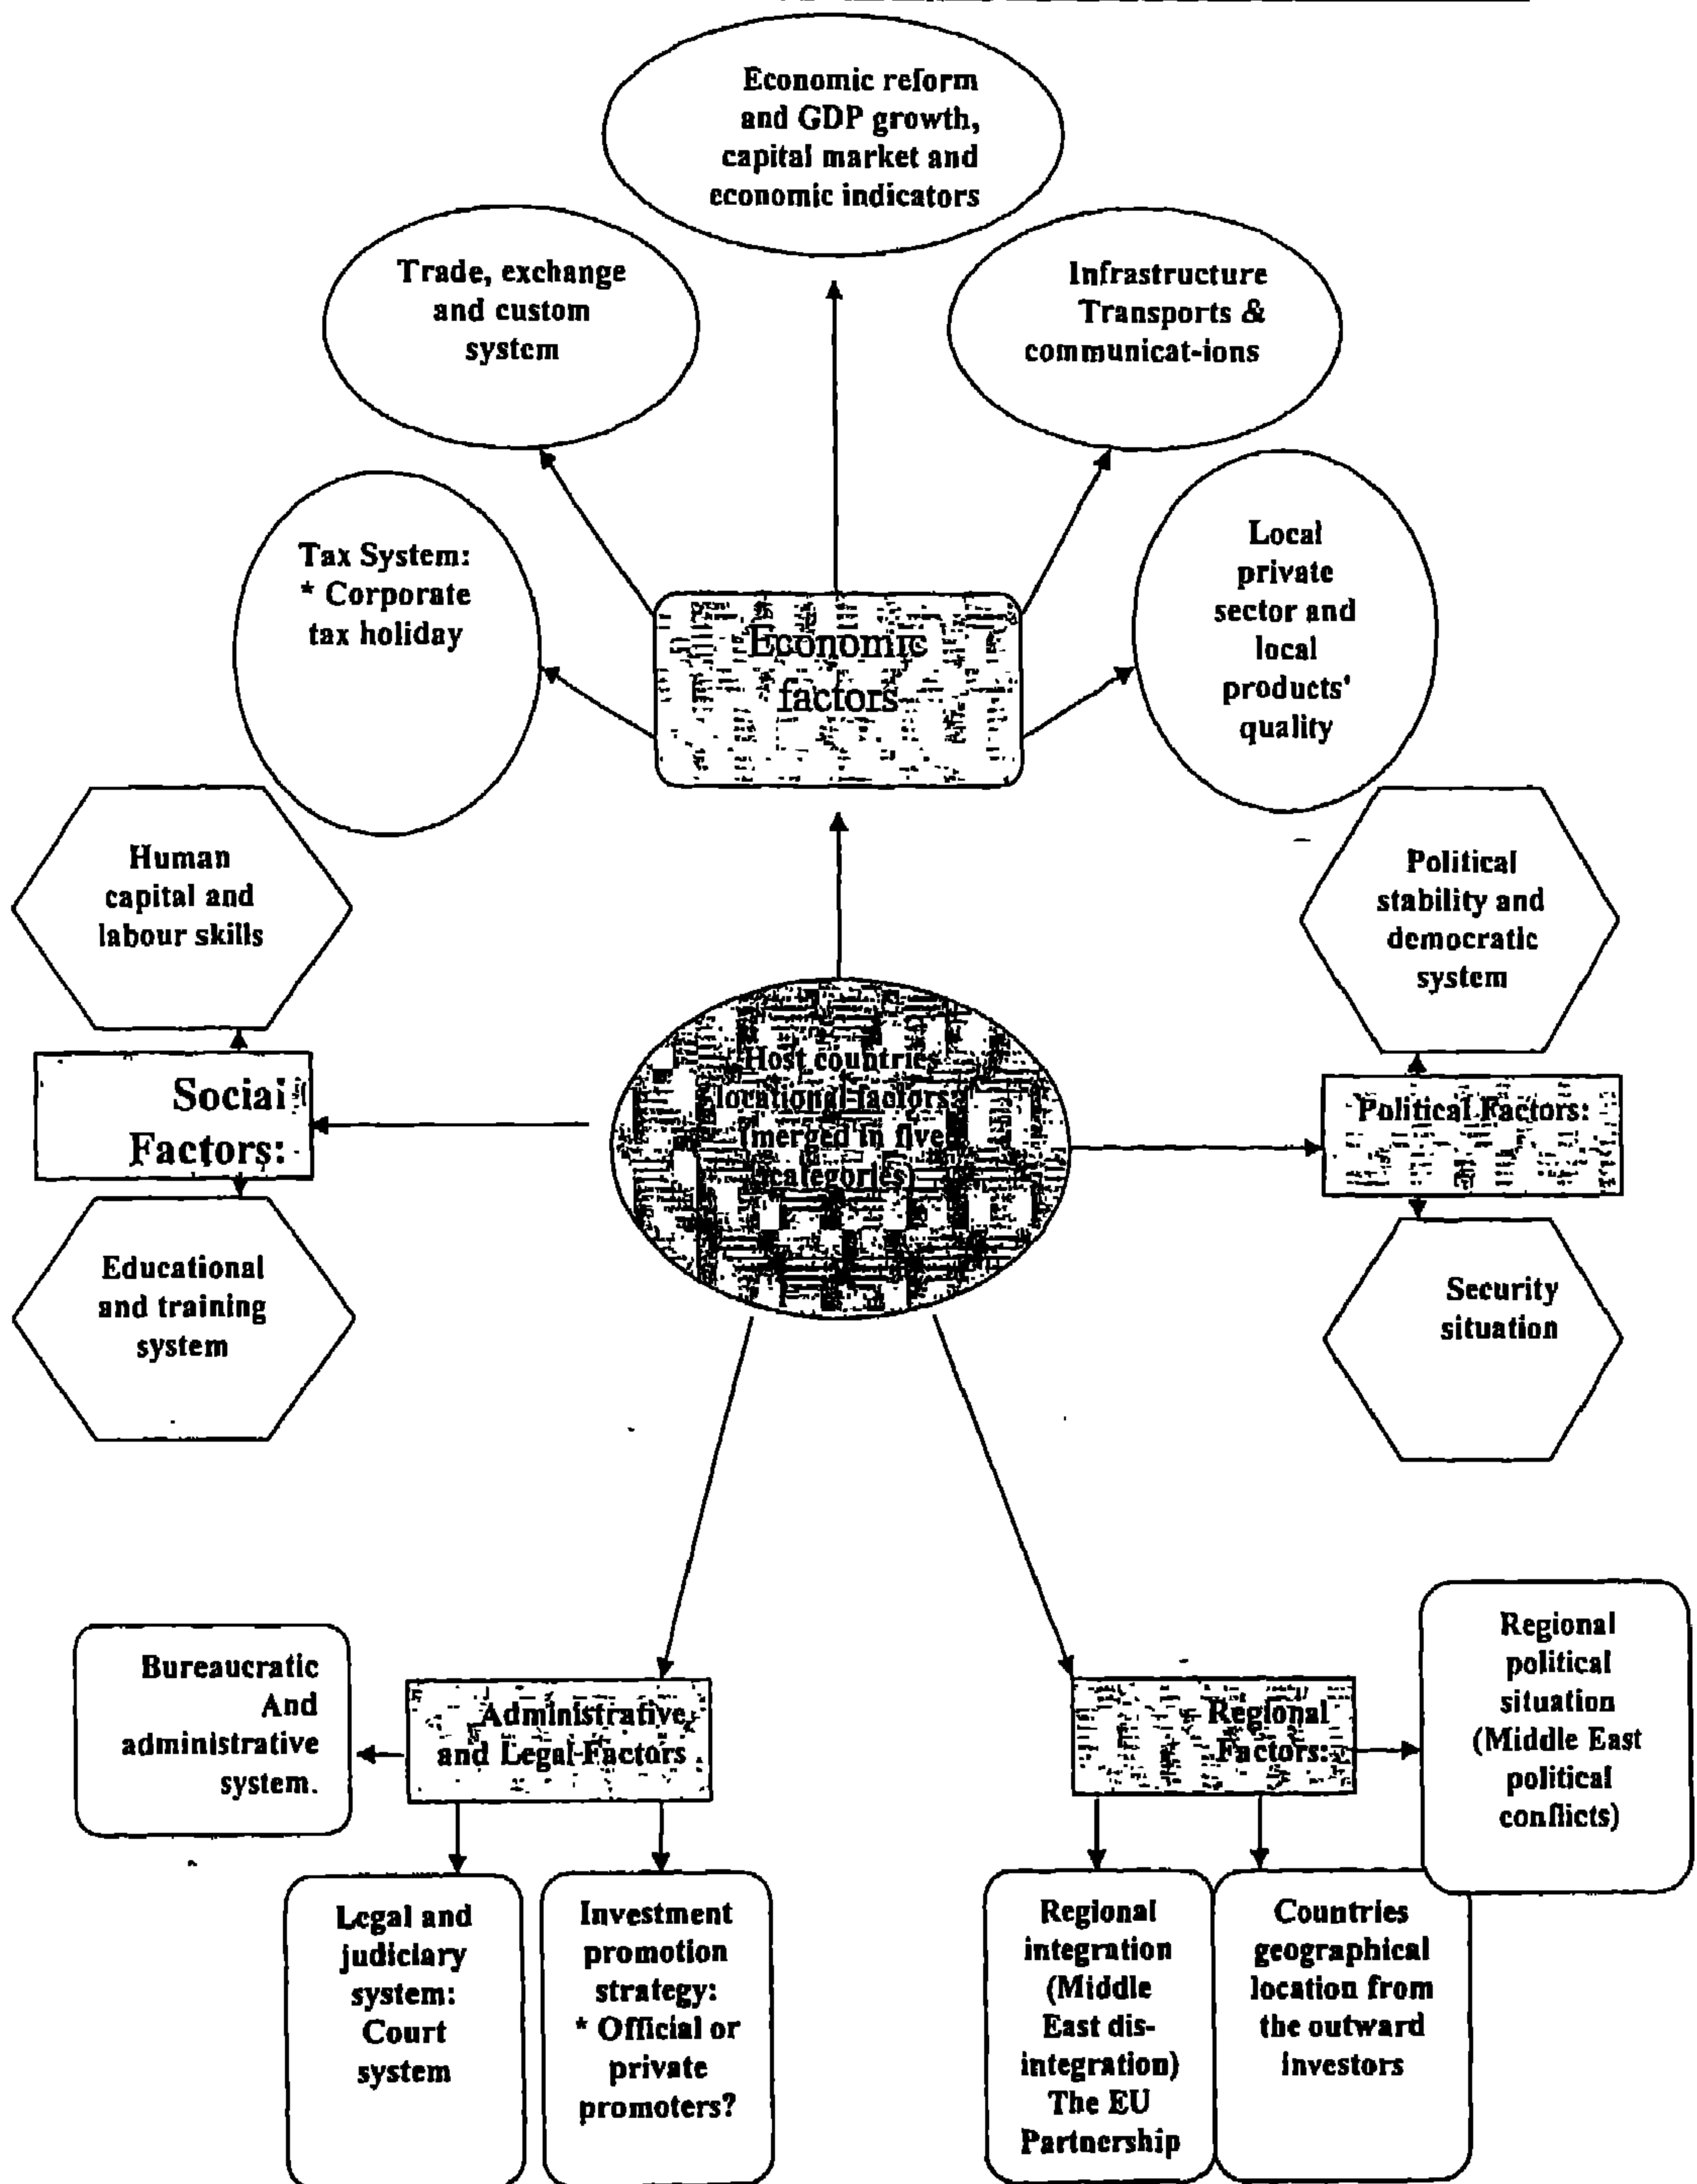 Economic reform
and GDP growth,
capital market and
economic indicators
Trade, exchange
and custom
system
Infrastructure
Transports &
communicat-ions
Tax System:
* Corporate
tax holiday
Economic
factors
Local
private
sector and
local
products'
quality
Human
capital and
labour skills
Political
stability and
democratic
system
Social
Factors:
Host countries
locational factors
(merged in five
categories)
Political Factors:
Educational
and training
system
Security
situation
Bureaucratic
And
administrative
system.
Administrative
and Legal Factors
Regional
Factors:
Regional
political
situation
(Middle East
political
conflicts)
Legal and
judiciary
system:
Court
system
Investment
promotion
strategy:
* Official or
private
promoters?
Regional
integration
(Middle
East dis-
integration)
The EU
Partnership
Countries
geographical
location from
the outward
investors